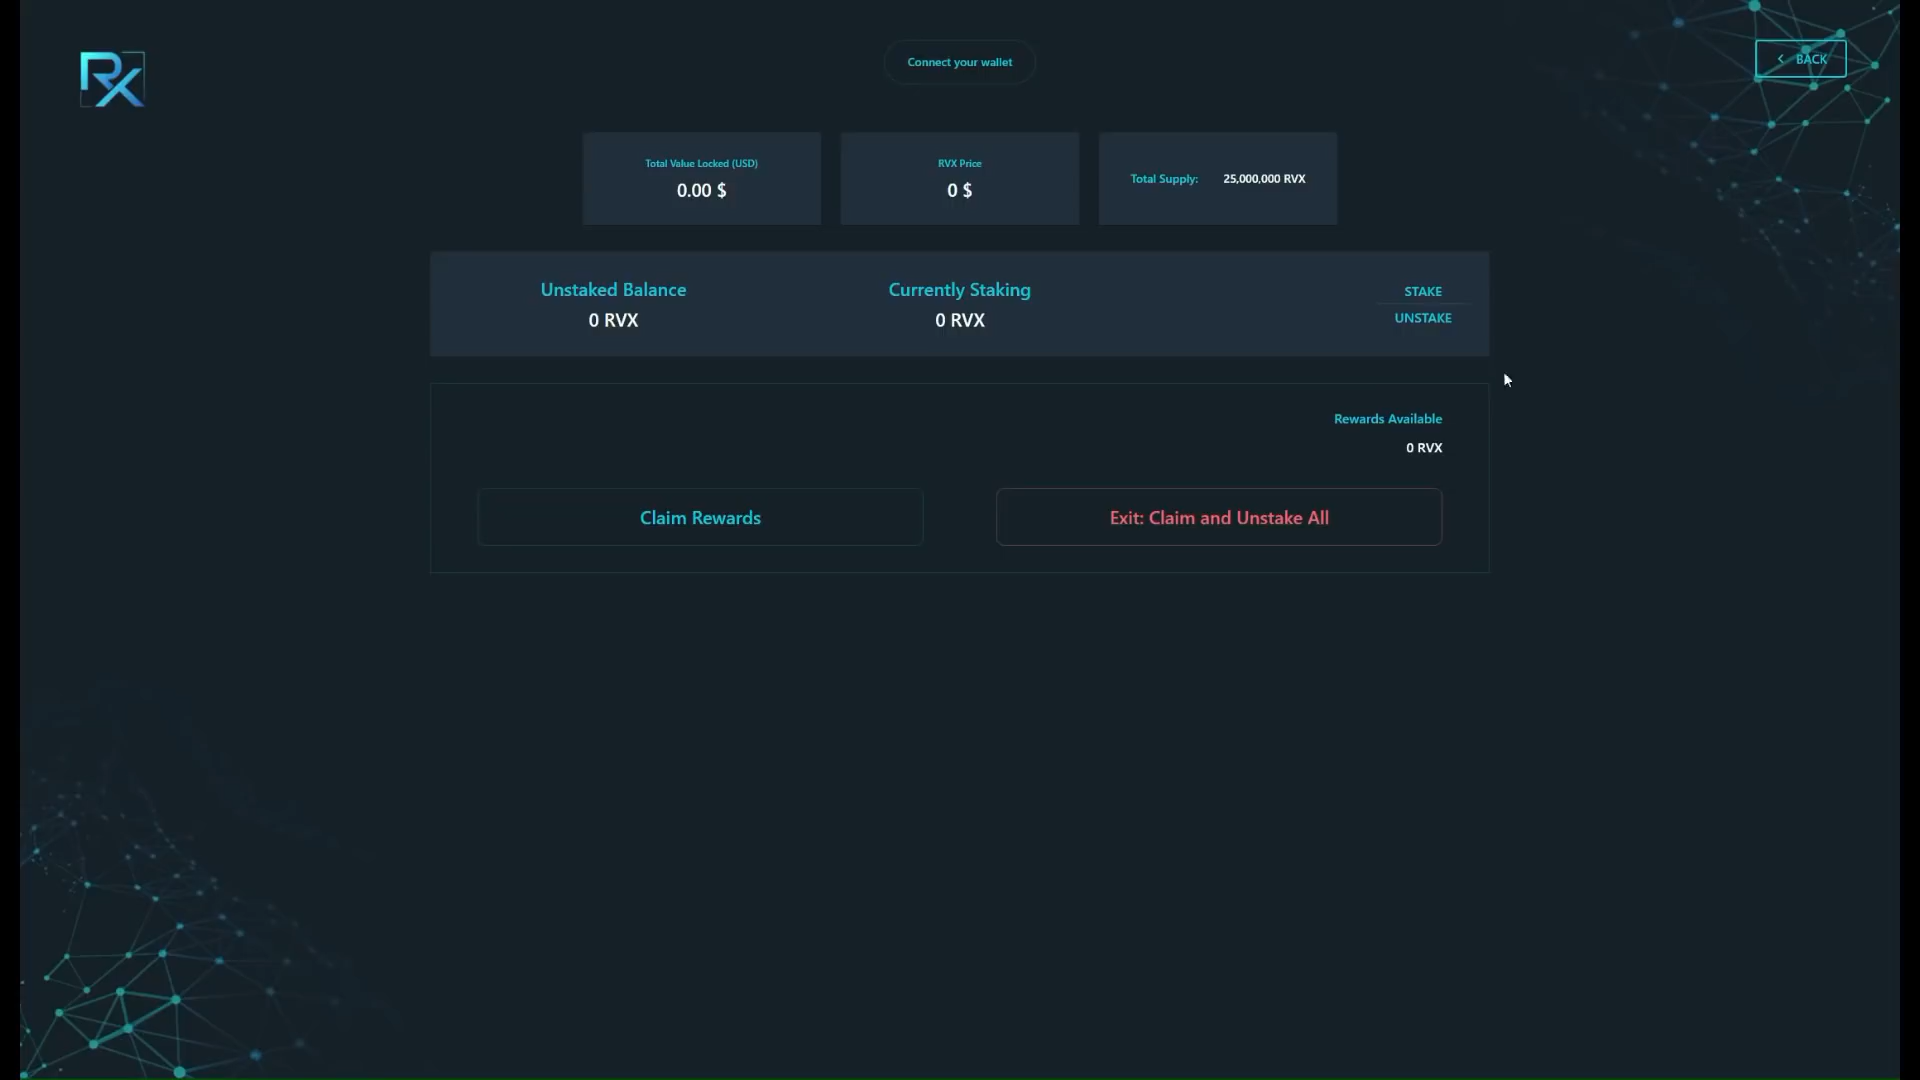 RX
Connect your wallet
< BACK
Total Value Locked (USD)
0.00 $
RVX Price
0 $
Total Supply: 25,000,000 RVX
Unstaked Balance
0 RVX
Currently Staking
0 RVX
STAKE
UNSTAKE
Rewards Available
0 RVX
Claim Rewards
Exit: Claim and Unstake All